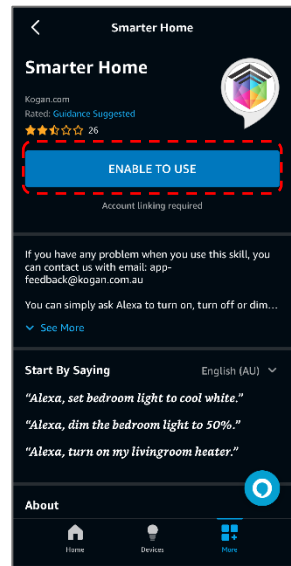 Smarter Home
Smarter Home
Kogan.com
Rated: Guidance Suggested
26
ENABLE TO USE
Account linking required
If you have any problem when you use this skill, you
can contact us with email: app-
feedback@kogan.com.au
You can simply ask Alexa to turn on, turn off or dim...
See More
Start By Saying
English (AU)
“Alexa, set bedroom light to cool white.”
“Alexa, dim the bedroom light to 50%.”
“Alexa, turn on my livingroom heater.”
About
Home
Devices
More